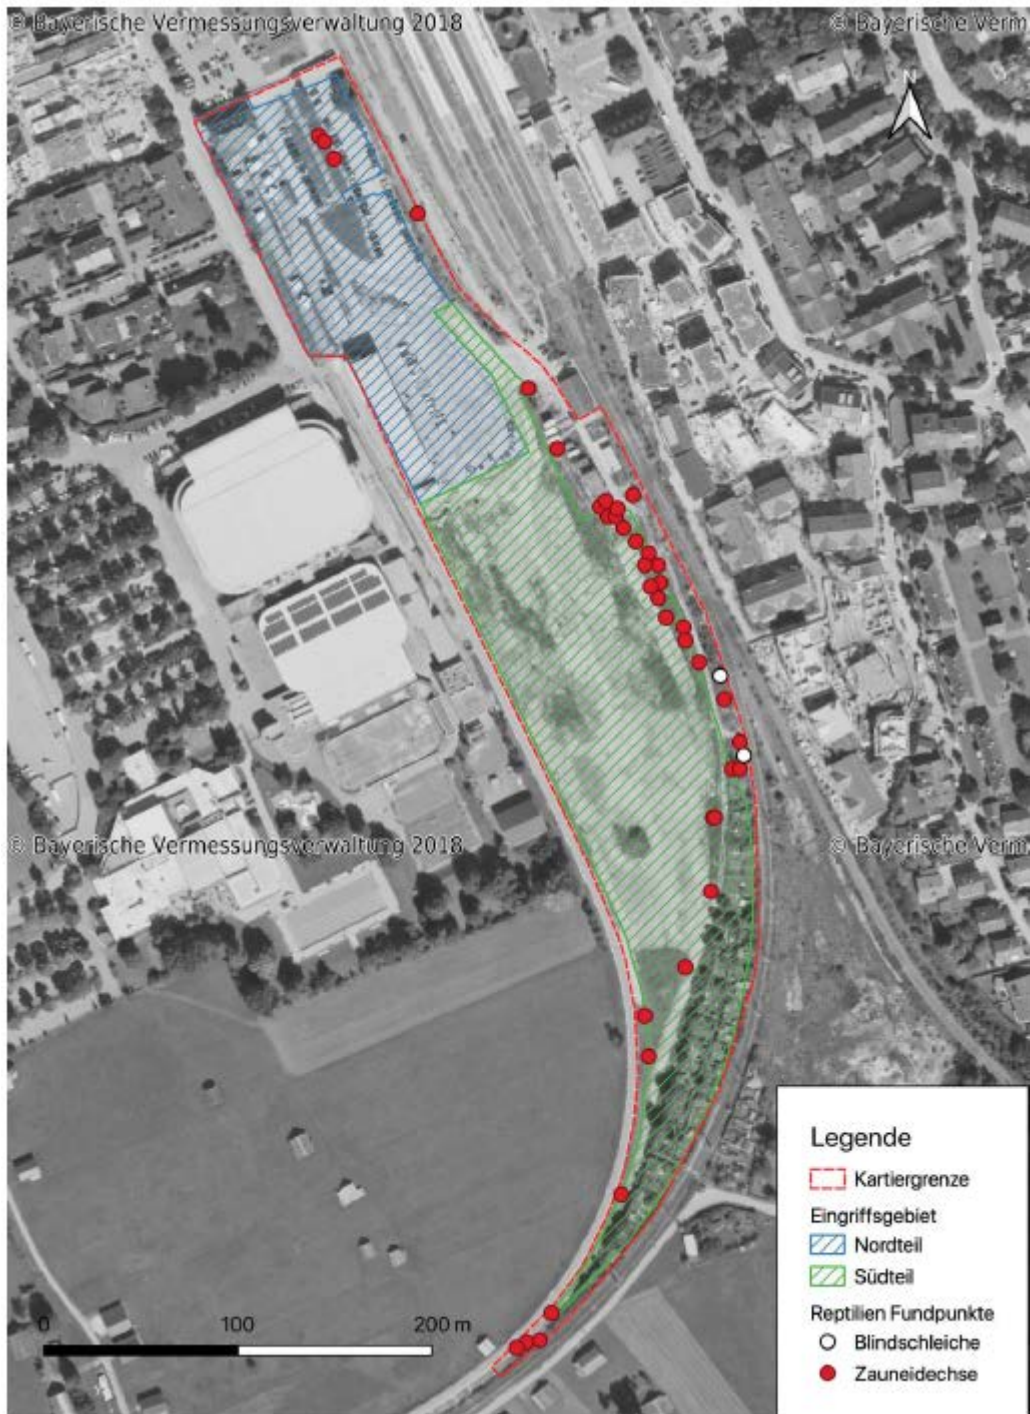 © Bayerische Vermessungsverwaltung 2018
© Bayerische Verm
N
© Bayerische Vermessungsverwaltung 2018
© Bayerische Verm
Legende
Kartiergrenze
Eingriffsgebiet
Nordteil
Südteil
Reptilien Fundpunkte
Blindschleiche
Zauneidechse
0 100 200 m